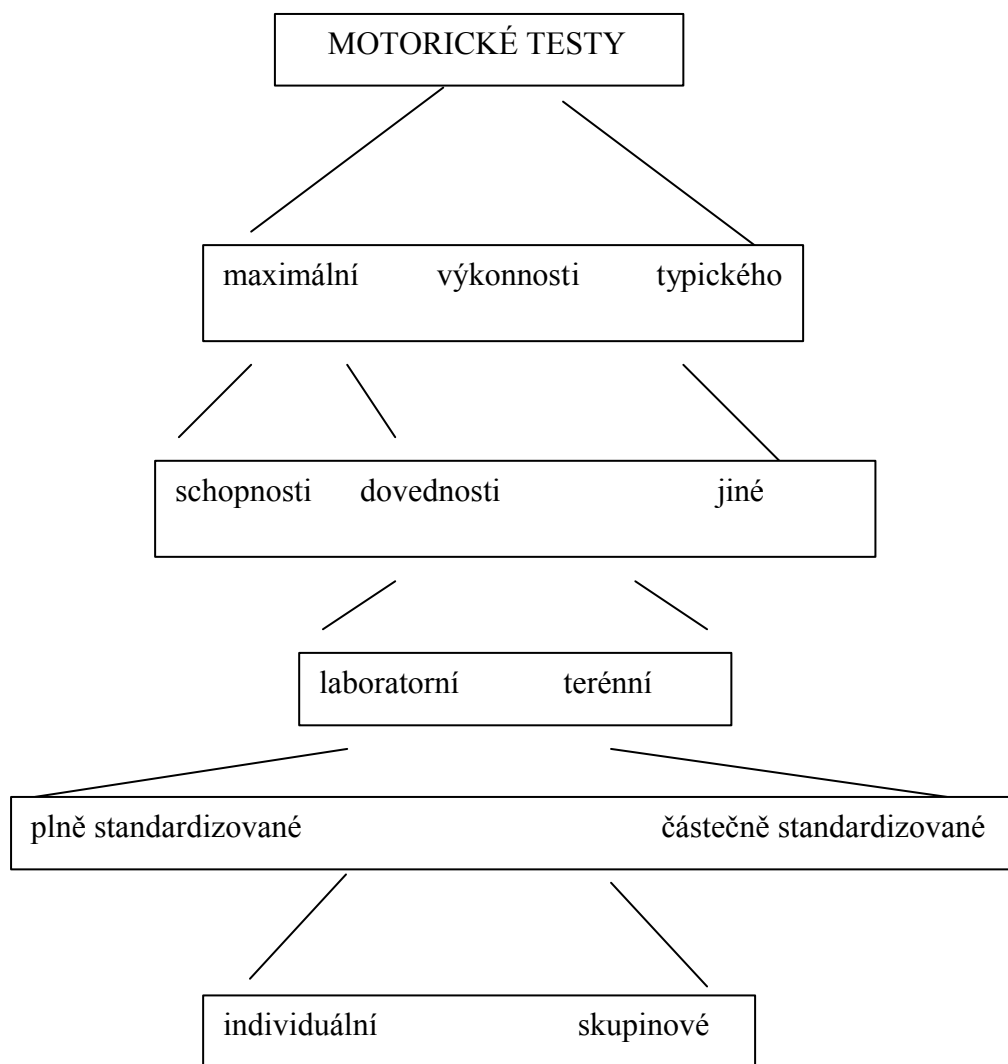 MOTORICKÉ TESTY
maximální výkonnosti typického
schopnosti dovednosti jiné
laboratorní terénní
plně standardizované částečně standardizované
individuální skupinové